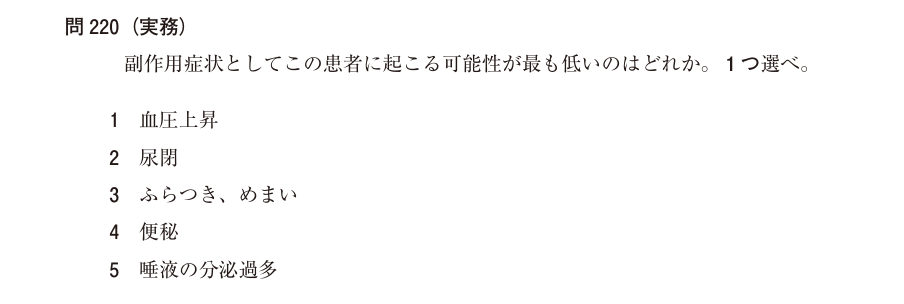 問 220（実務）
副作用症状としてこの患者に起こる可能性が最も低いのはどれか。1つ選べ。
1 血圧上昇
2 尿閉
3 ふらつき、めまい
4 便秘
5 唾液の分泌過多